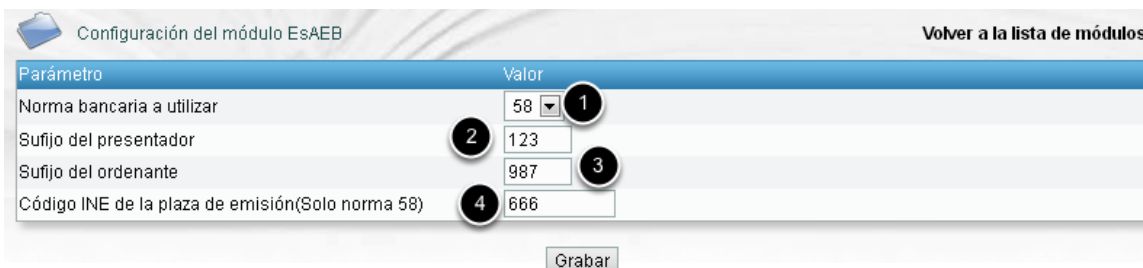 Configuración del módulo EsAEB Volver a la lista de módulos
Parámetro Valor
Norma bancaria a utilizar 58 1
Sufijo del presentador 2 123
Sufijo del ordenante 987 3
Código INE de la plaza de emisión(Solo norma 58) 4 666
Grabar